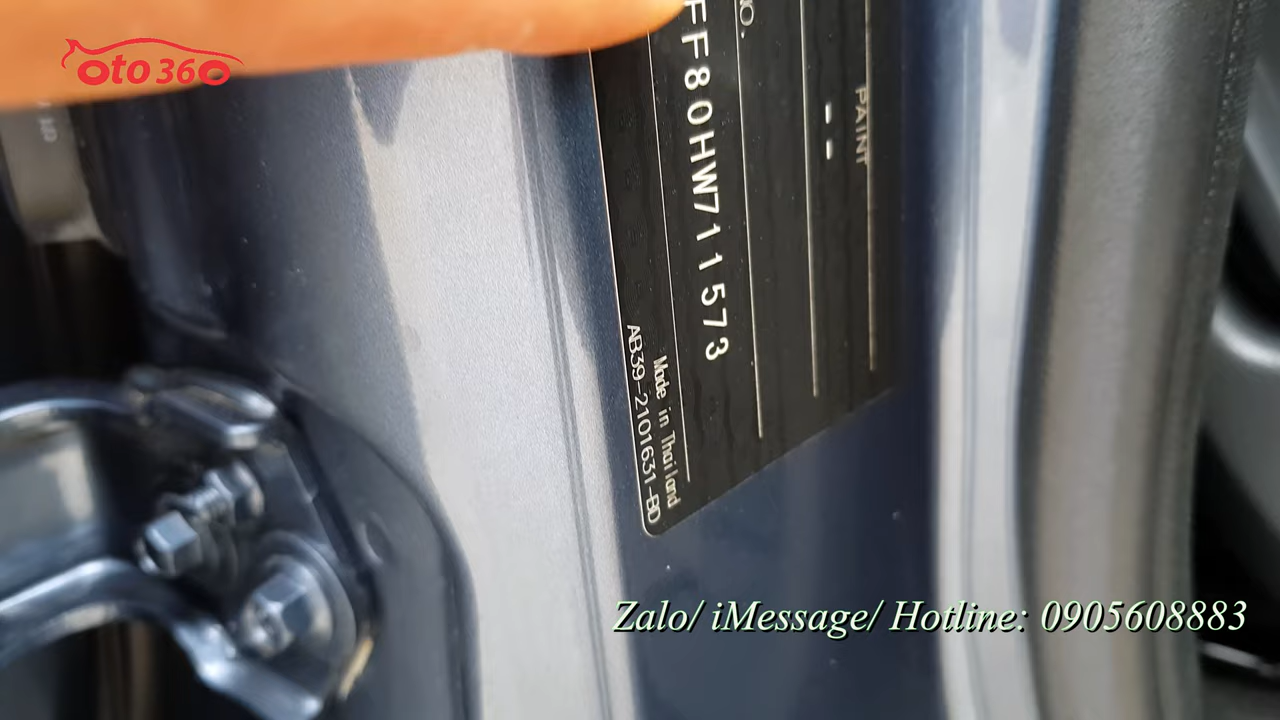 oto360
NO.
PAINT
--
FF80HW711573
Made in Thailand
AB39-2101631-BD
Zalo/ iMessage/ Hotline: 0905608883